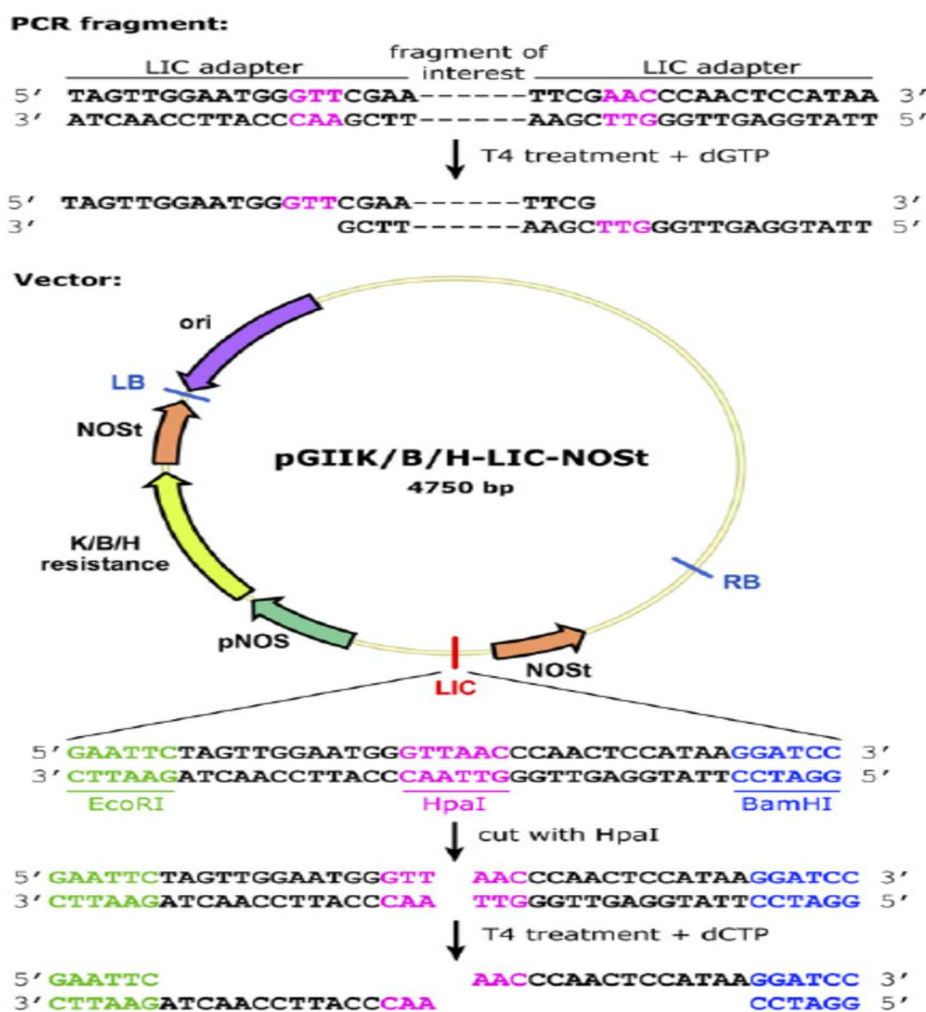 PCR fragment:
LIC adapter fragment of interest LIC adapter
5' TAGTTGGAATGGGTTCGAA------TTCGAACCCAACTCCATAA 3'
3' ATCAACCTTACCCAAGCTT------AAGCTTGGGTTGAGGTATT 5'
T4 treatment + dGTP
5' TAGTTGGAATGGGTTCGAA------TTCG 3'
3' GCTT------AAGCTTGGGTTGAGGTATT 5'
Vector:
ori
LB
NOSt
pGIIK/B/H-LIC-NOSt
4750 bp
K/B/H
resistance
RB
pNOS
NOSt
LIC
5' GAATTCTAGTTGGAATGGGTTAACCCAACTCCATAAGGATCC 3'
3' CTTAAGATCAACCTTACCCAATTGGGTTGAGGTATTCCTAGG 5'
EcoRI HpaI BamHI
cut with HpaI
5' GAATTCTAGTTGGAATGGGTT AACCCAACTCCATAAGGATCC 3'
3' CTTAAGATCAACCTTACCCAA TTGGGTTGAGGTATTCCTAGG 5'
T4 treatment + dCTP
5' GAATTC AACCCAACTCCATAAGGATCC 3'
3' CTTAAGATCAACCTTACCCAA CCTAGG 5'